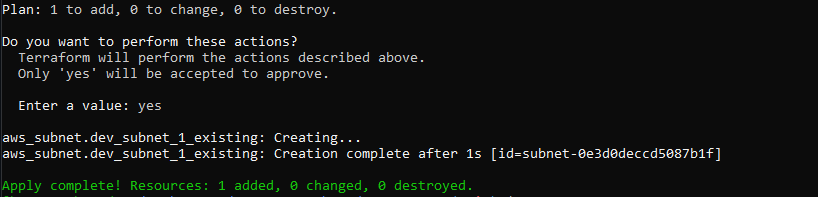 Plan: 1 to add, 0 to change, 0 to destroy.
Do you want to perform these actions?
Terraform will perform the actions described above.
Only 'yes' will be accepted to approve.
Enter a value: yes
aws_subnet.dev_subnet_1_existing: Creating...
aws_subnet.dev_subnet_1_existing: Creation complete after 1s [id=subnet-0e3d0deccd5087b1f]
Apply complete! Resources: 1 added, 0 changed, 0 destroyed.